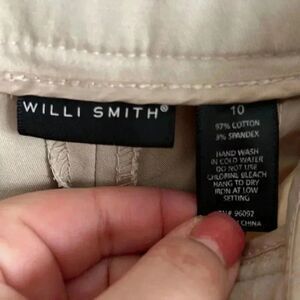 WILLI SMITH®
10
97% COTTON
3% SPANDEX
HAND WASH
IN COLD WATER
DO NOT USE
CHLORINE BLEACH
HANG TO DRY
IRON AT LOW
SETTING
96092
CHINA